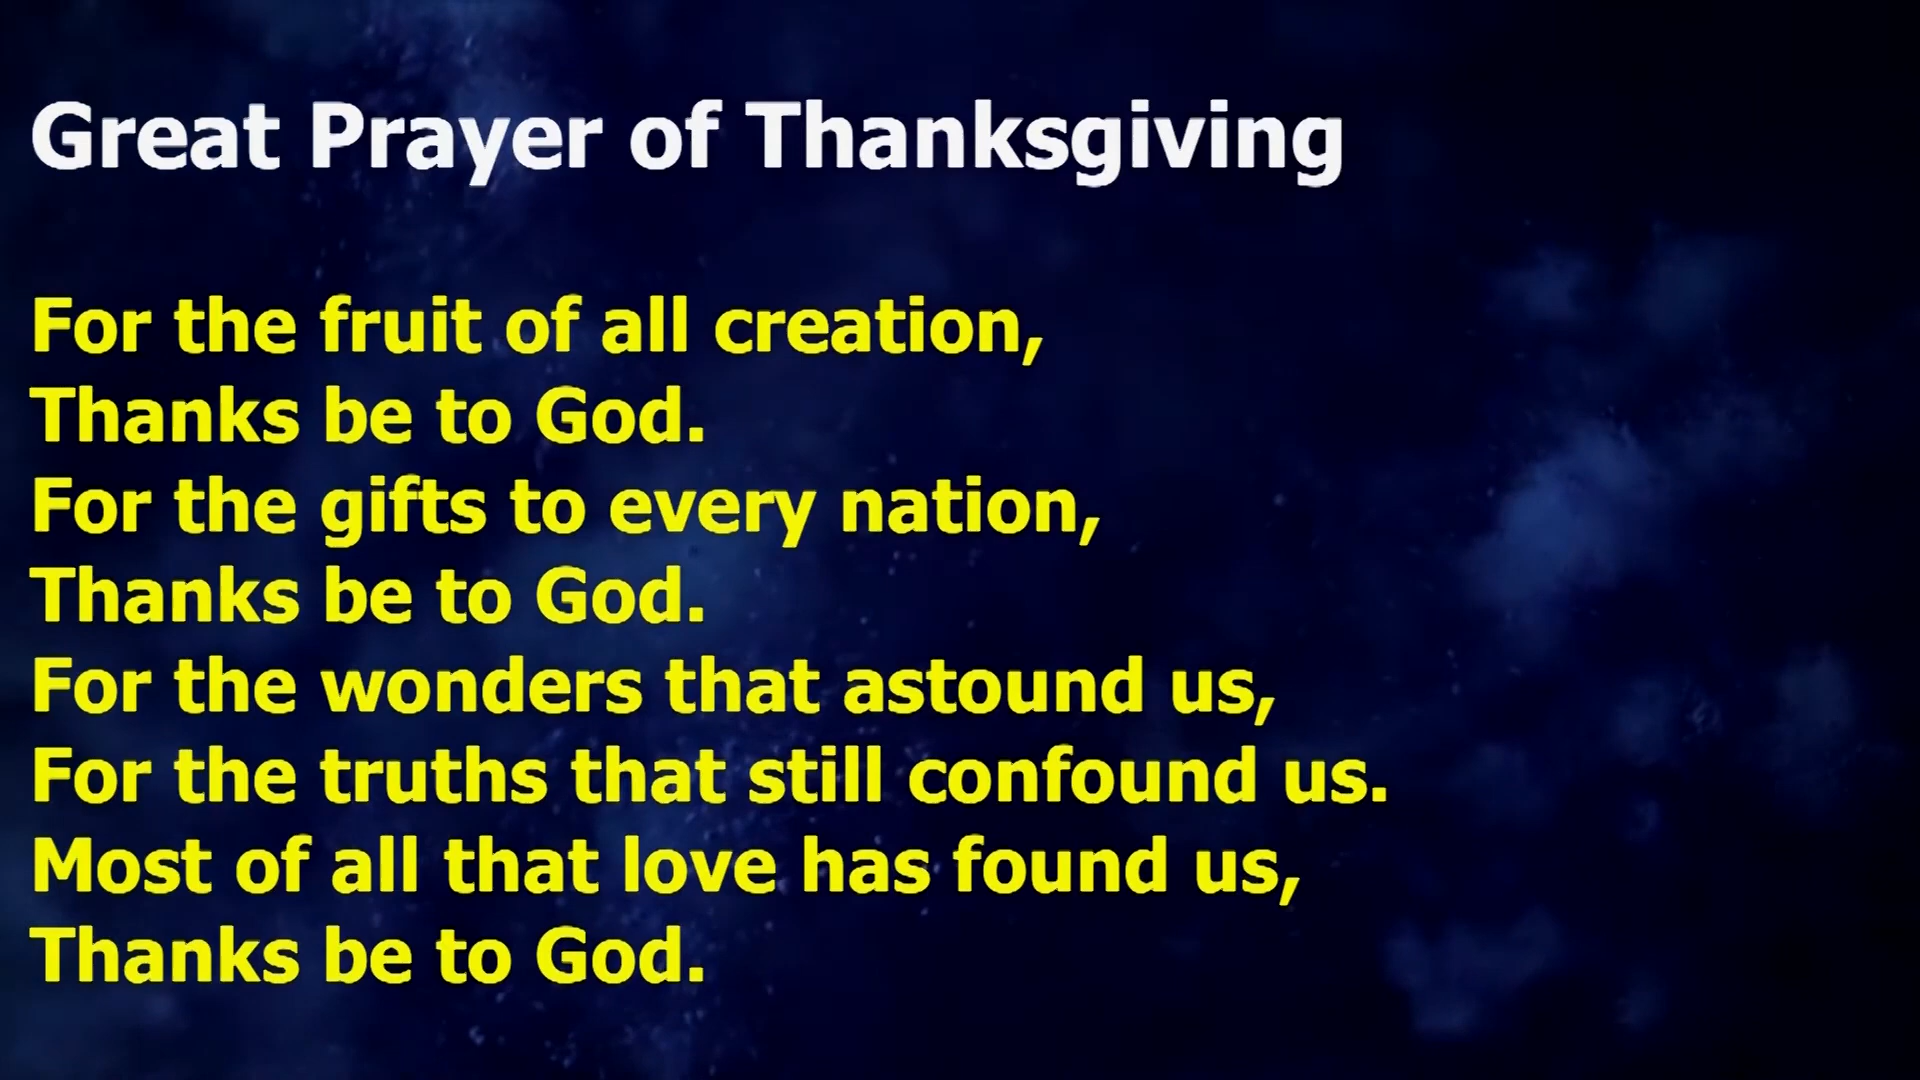 Great Prayer of Thanksgiving
For the fruit of all creation,
Thanks be to God.
For the gifts to every nation,
Thanks be to God.
For the wonders that astound us,
For the truths that still confound us.
Most of all that love has found us,
Thanks be to God.